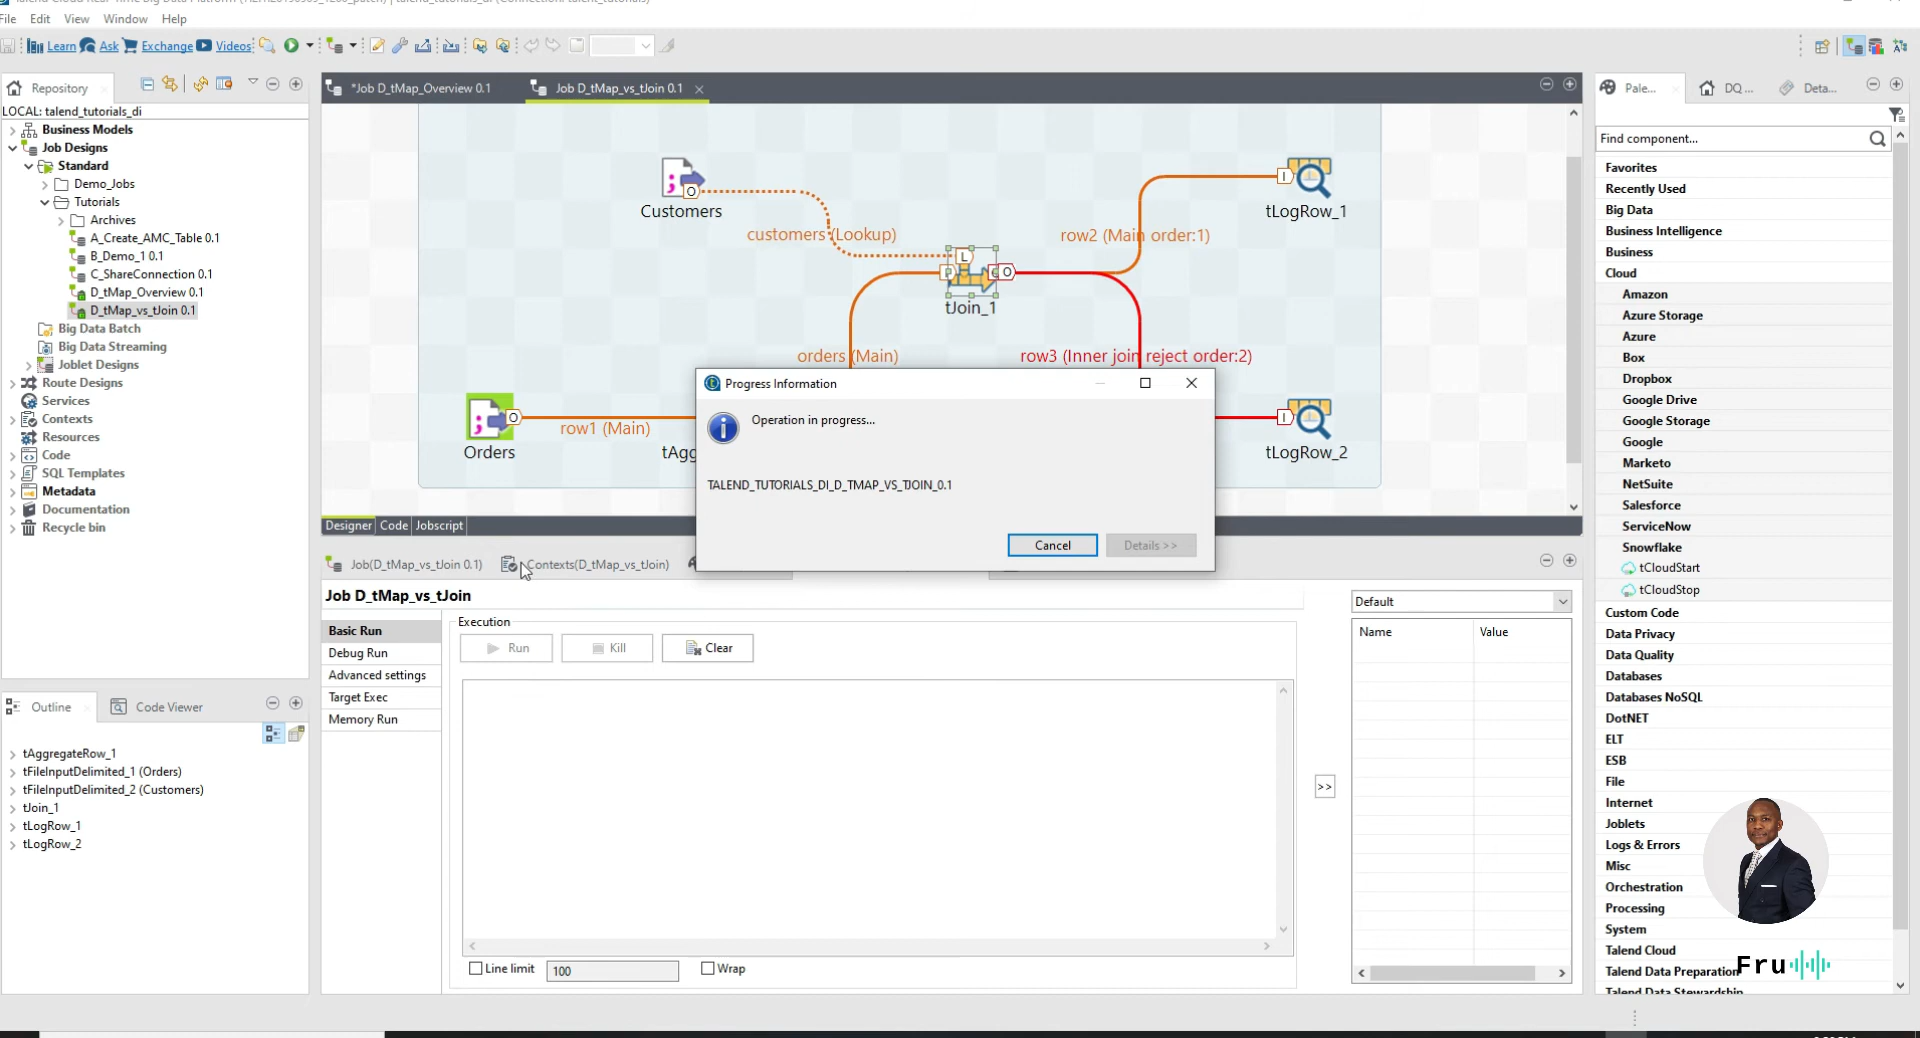 File Edit View Window Help
Learn Ask Exchange Videos
Repository
LOCAL: talend_tutorials_di
Business Models
Job Designs
Standard
Demo_Jobs
Tutorials
Archives
A_Create_AMC_Table 0.1
B_Demo_1 0.1
C_ShareConnection 0.1
D_tMap_Overview 0.1
D_tMap_vs_tJoin 0.1
Big Data Batch
Big Data Streaming
Joblet Designs
Route Designs
Services
Contexts
Resources
Code
SQL Templates
Metadata
Documentation
Recycle bin
Outline
Code Viewer
tAggregateRow_1
tFileInputDelimited_1 (Orders)
tFileInputDelimited_2 (Customers)
tJoin_1
tLogRow_1
tLogRow_2
*Job D_tMap_Overview 0.1
Job D_tMap_vs_tJoin 0.1
Customers
customers (Lookup)
row2 (Main order:1)
tLogRow_1
tJoin_1
orders (Main)
row3 (Inner join reject order:2)
row1 (Main)
Orders
tAgg
tLogRow_2
Progress Information
Operation in progress...
TALEND_TUTORIALS_DI_D_TMAP_VS_TJOIN_0.1
Cancel
Details >>
Designer Code Jobscript
Job(D_tMap_vs_tJoin 0.1)
Contexts(D_tMap_vs_tJoin)
Job D_tMap_vs_tJoin
Basic Run
Debug Run
Advanced settings
Target Exec
Memory Run
Execution
Run
Kill
Clear
Line limit
100
Wrap
>>
Default
Name
Value
Pale...
DQ ...
Deta...
Find component...
Favorites
Recently Used
Big Data
Business Intelligence
Business
Cloud
Amazon
Azure Storage
Azure
Box
Dropbox
Google Drive
Google Storage
Google
Marketo
NetSuite
Salesforce
ServiceNow
Snowflake
tCloudStart
tCloudStop
Custom Code
Data Privacy
Data Quality
Databases
Databases NoSQL
DotNET
ELT
ESB
File
Internet
Joblets
Logs & Errors
Misc
Orchestration
Processing
System
Talend Cloud
Talend Data Preparation
Talend Data Stewardship
Fru